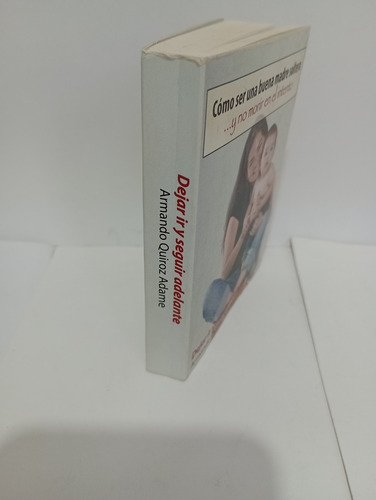 Cómo ser una buena madre soltera
...y no morir en el intento
Dejar ir y seguir adelante
Armando Quiroz Adame